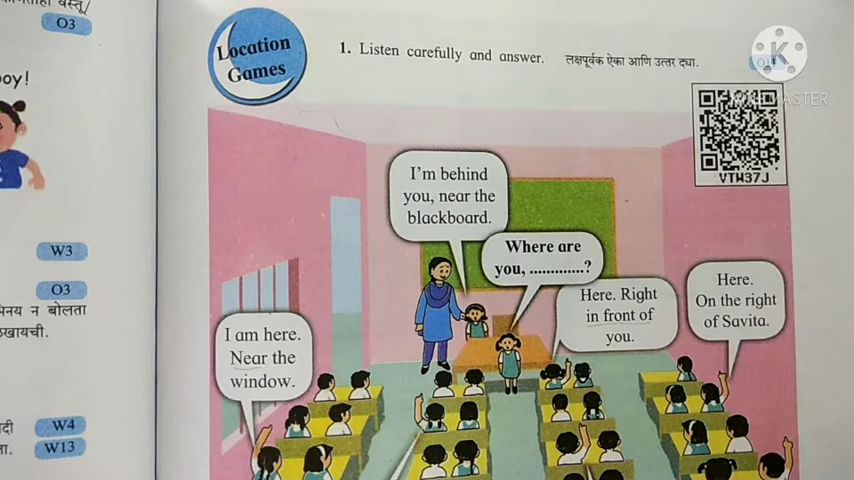 O3
oy!
W3
O3
भिनय न बोलता
W4
W13
Location
Games
1. Listen carefully and answer. लक्षपूर्वक ऐका आणि उत्तर द्या.
VTW37J
I'm behind
you, near the
blackboard.
Where are
you, .............?
Here. Right
in front of
you.
Here.
On the right
of Savita.
I am here.
Near the
window.